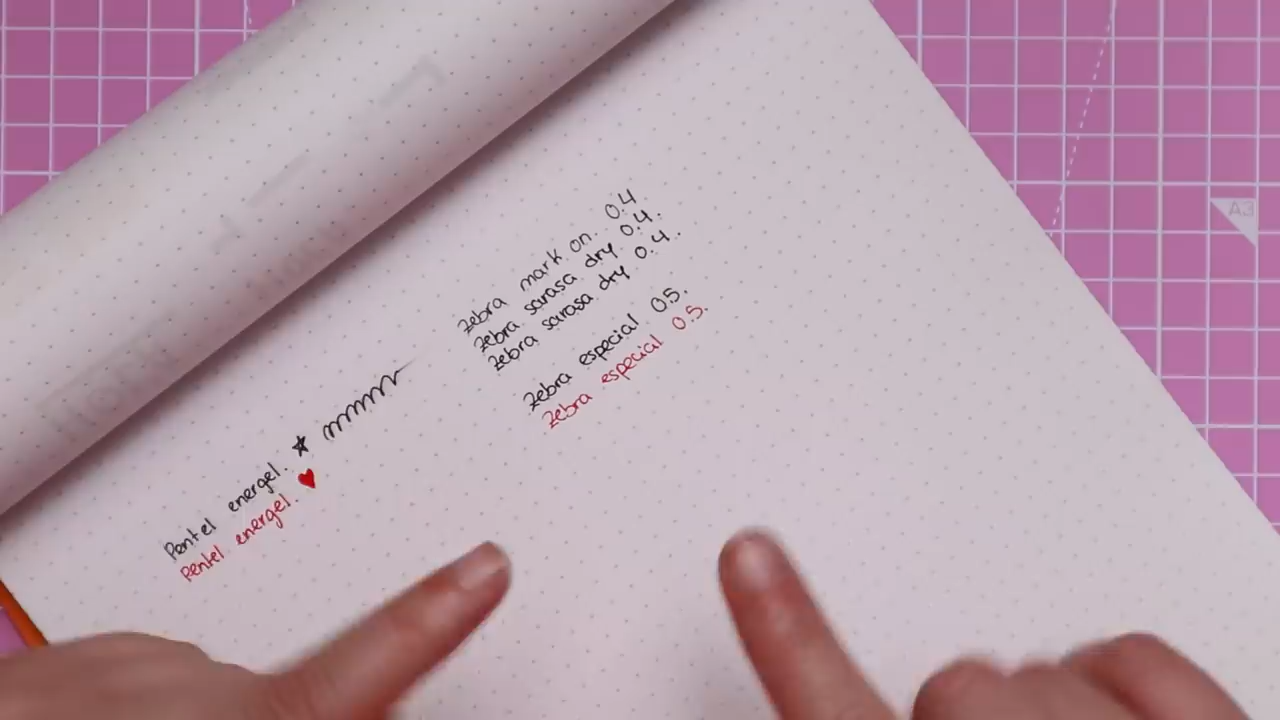 Pentel energel.
Pentel energel.
Zebra mark on. 0.4
Zebra sarasa dry 0.4.
Zebra sarasa dry 0.4.
Zebra especial 0.5.
Zebra especial 0.5.
A3